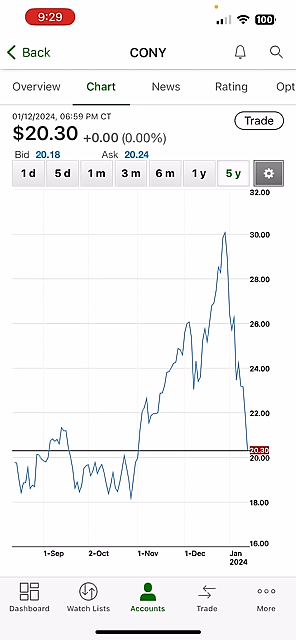 9:29
100
Back
CONY
Overview Chart News Rating Opt
01/12/2024, 06:59 PM CT
$20.30 +0.00 (0.00%)
Trade
Bid 20.18 Ask 20.24
1 d 5 d 1 m 3 m 6 m 1 y 5 y
32.00
30.00
28.00
26.00
24.00
22.00
20.30
20.00
18.00
16.00
1-Sep 2-Oct 1-Nov 1-Dec Jan
2024
Dashboard Watch Lists Accounts Trade More